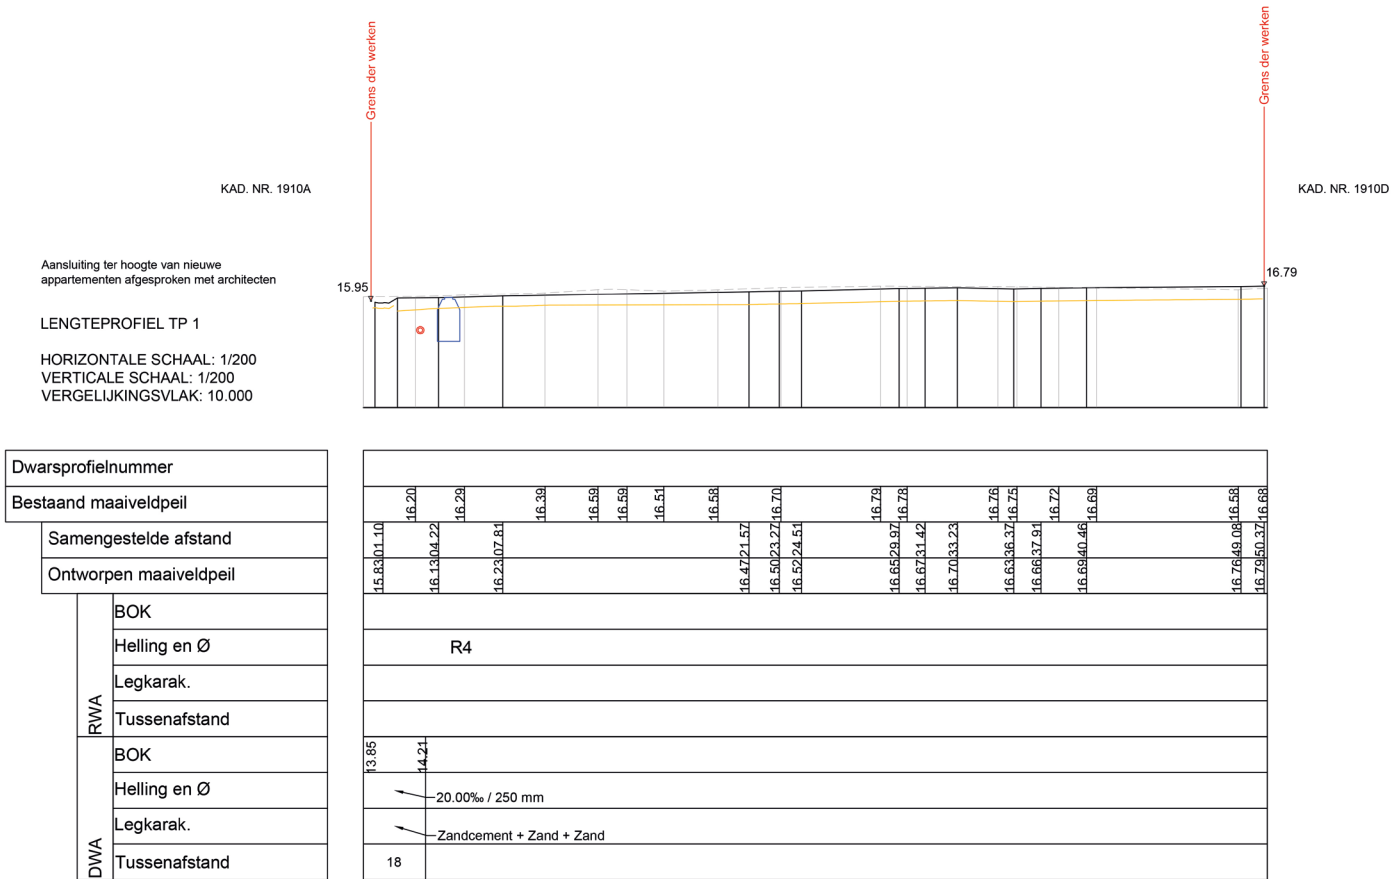 Grens der werken
Grens der werken
KAD. NR. 1910A
KAD. NR. 1910D
Aansluiting ter hoogte van nieuwe
appartementen afgesproken met architecten
15.95
16.79
LENGTEPROFIEL TP 1
HORIZONTALE SCHAAL: 1/200
VERTICALE SCHAAL: 1/200
VERGELIJKINGSVLAK: 10.000
Dwarsprofielnummer
Bestaand maaiveldpeil
16.20 16.29 16.39 16.59 16.59 16.51 16.58 16.70 16.79 16.78 16.76 16.75 16.72 16.69 16.58 16.68
Samengestelde afstand
01.10 04.22 07.81 21.57 23.27 24.51 29.97 31.42 33.23 36.37 37.91 40.46 49.08 50.37
Ontworpen maaiveldpeil
15.83 16.13 16.23 16.47 16.50 16.52 16.65 16.67 16.70 16.63 16.66 16.69 16.76 16.79
RWA
BOK
Helling en Ø
R4
Legkarak.
Tussenafstand
DWA
BOK
13.85 14.21
Helling en Ø
20.00‰ / 250 mm
Legkarak.
Zandcement + Zand + Zand
Tussenafstand
18